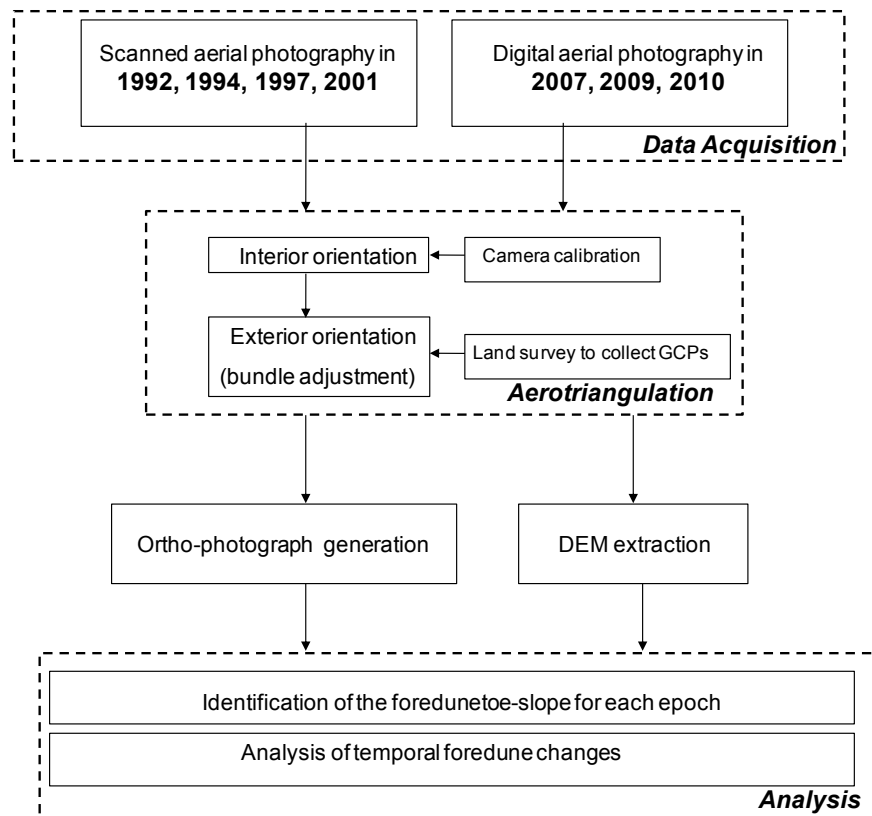 Scanned aerial photography in
1992, 1994, 1997, 2001
Digital aerial photography in
2007, 2009, 2010
Data Acquisition
Interior orientation
Camera calibration
Exterior orientation
(bundle adjustment)
Land survey to collect GCPs
Aerotriangulation
Ortho-photograph generation
DEM extraction
Identification of the foredunetoe-slope for each epoch
Analysis of temporal foredune changes
Analysis